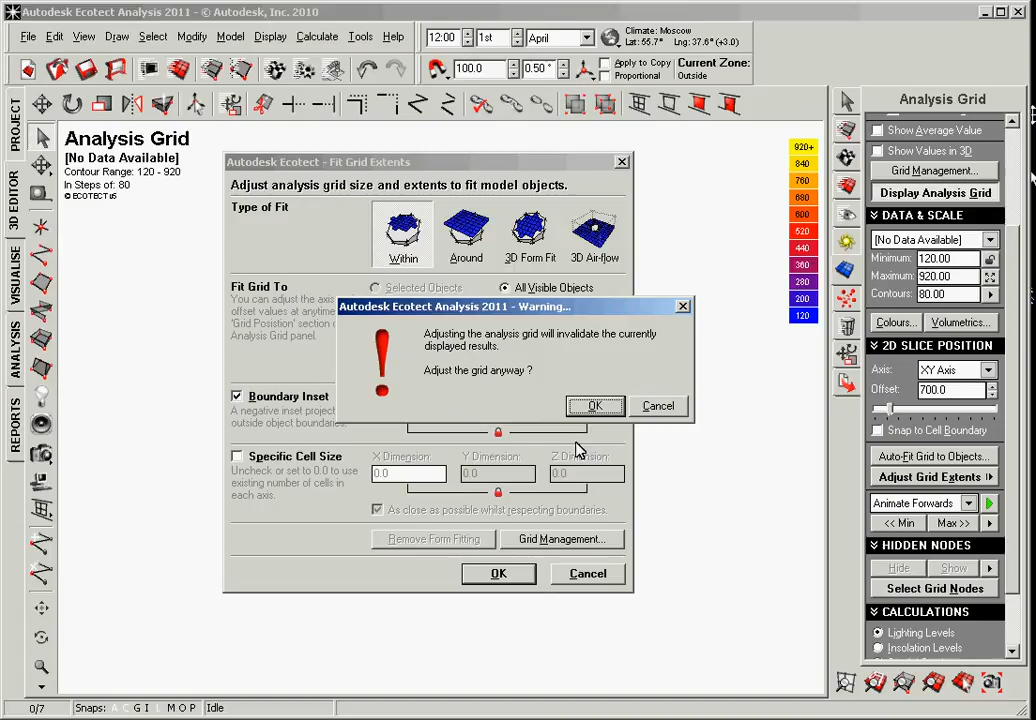 Autodesk Ecotect Analysis 2011 - © Autodesk, Inc. 2010
File Edit View Draw Select Modify Model Display Calculate Tools Help
12:00 1st April
Climate: Moscow
Lat: 55.7° Lng: 37.6° (+3.0)
100.0 0.50 °
Apply to Copy
Proportional
Current Zone:
Outside
PROJECT
3D EDITOR
VISUALISE
ANALYSIS
REPORTS
Analysis Grid
[No Data Available]
Contour Range: 120 - 920
In Steps of: 80
© ECOTECT v5
920+
840
760
680
600
520
440
360
280
200
120
Autodesk Ecotect - Fit Grid Extents
Adjust analysis grid size and extents to fit model objects.
Type of Fit
Within Around 3D Form Fit 3D Air-flow
Fit Grid To
Selected Objects All Visible Objects
You can adjust the axis
offset values at anytime
'Grid Posistion' section
Analysis Grid panel.
Autodesk Ecotect Analysis 2011 - Warning...
Adjusting the analysis grid will invalidate the currently
displayed results.
Adjust the grid anyway ?
OK Cancel
Boundary Inset
A negative inset project
outside object boundaries.
Specific Cell Size
X Dimension: Y Dimension: Z Dimension:
Uncheck or set to 0.0 to use
existing number of cells in
each axis.
0.0 0.0 0.0
As close as possible whilst respecting boundaries.
Remove Form Fitting Grid Management...
OK Cancel
Analysis Grid
Show Average Value
Show Values in 3D
Grid Management...
Display Analysis Grid
DATA & SCALE
[No Data Available]
Minimum: 120.00
Maximum: 920.00
Contours: 80.00
Colours... Volumetrics...
2D SLICE POSITION
Axis: XY Axis
Offset: 700.0
Snap to Cell Boundary
Auto-Fit Grid to Objects...
Adjust Grid Extents
Animate Forwards
<< Min Max >>
HIDDEN NODES
Hide Show
Select Grid Nodes
CALCULATIONS
Lighting Levels
Insolation Levels
0/7 Snaps: A C G I L M O P Idle